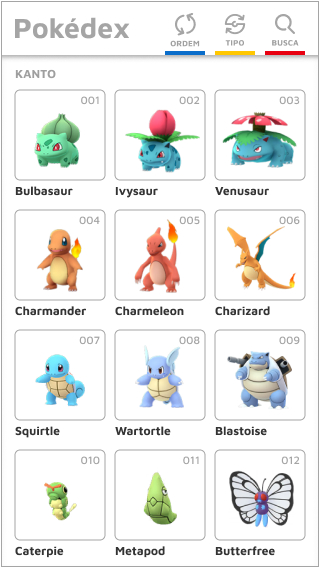 Pokédex
ORDEM TIPO BUSCA
KANTO
001 002 003
Bulbasaur Ivysaur Venusaur
004 005 006
Charmander Charmeleon Charizard
007 008 009
Squirtle Wartortle Blastoise
010 011 012
Caterpie Metapod Butterfree